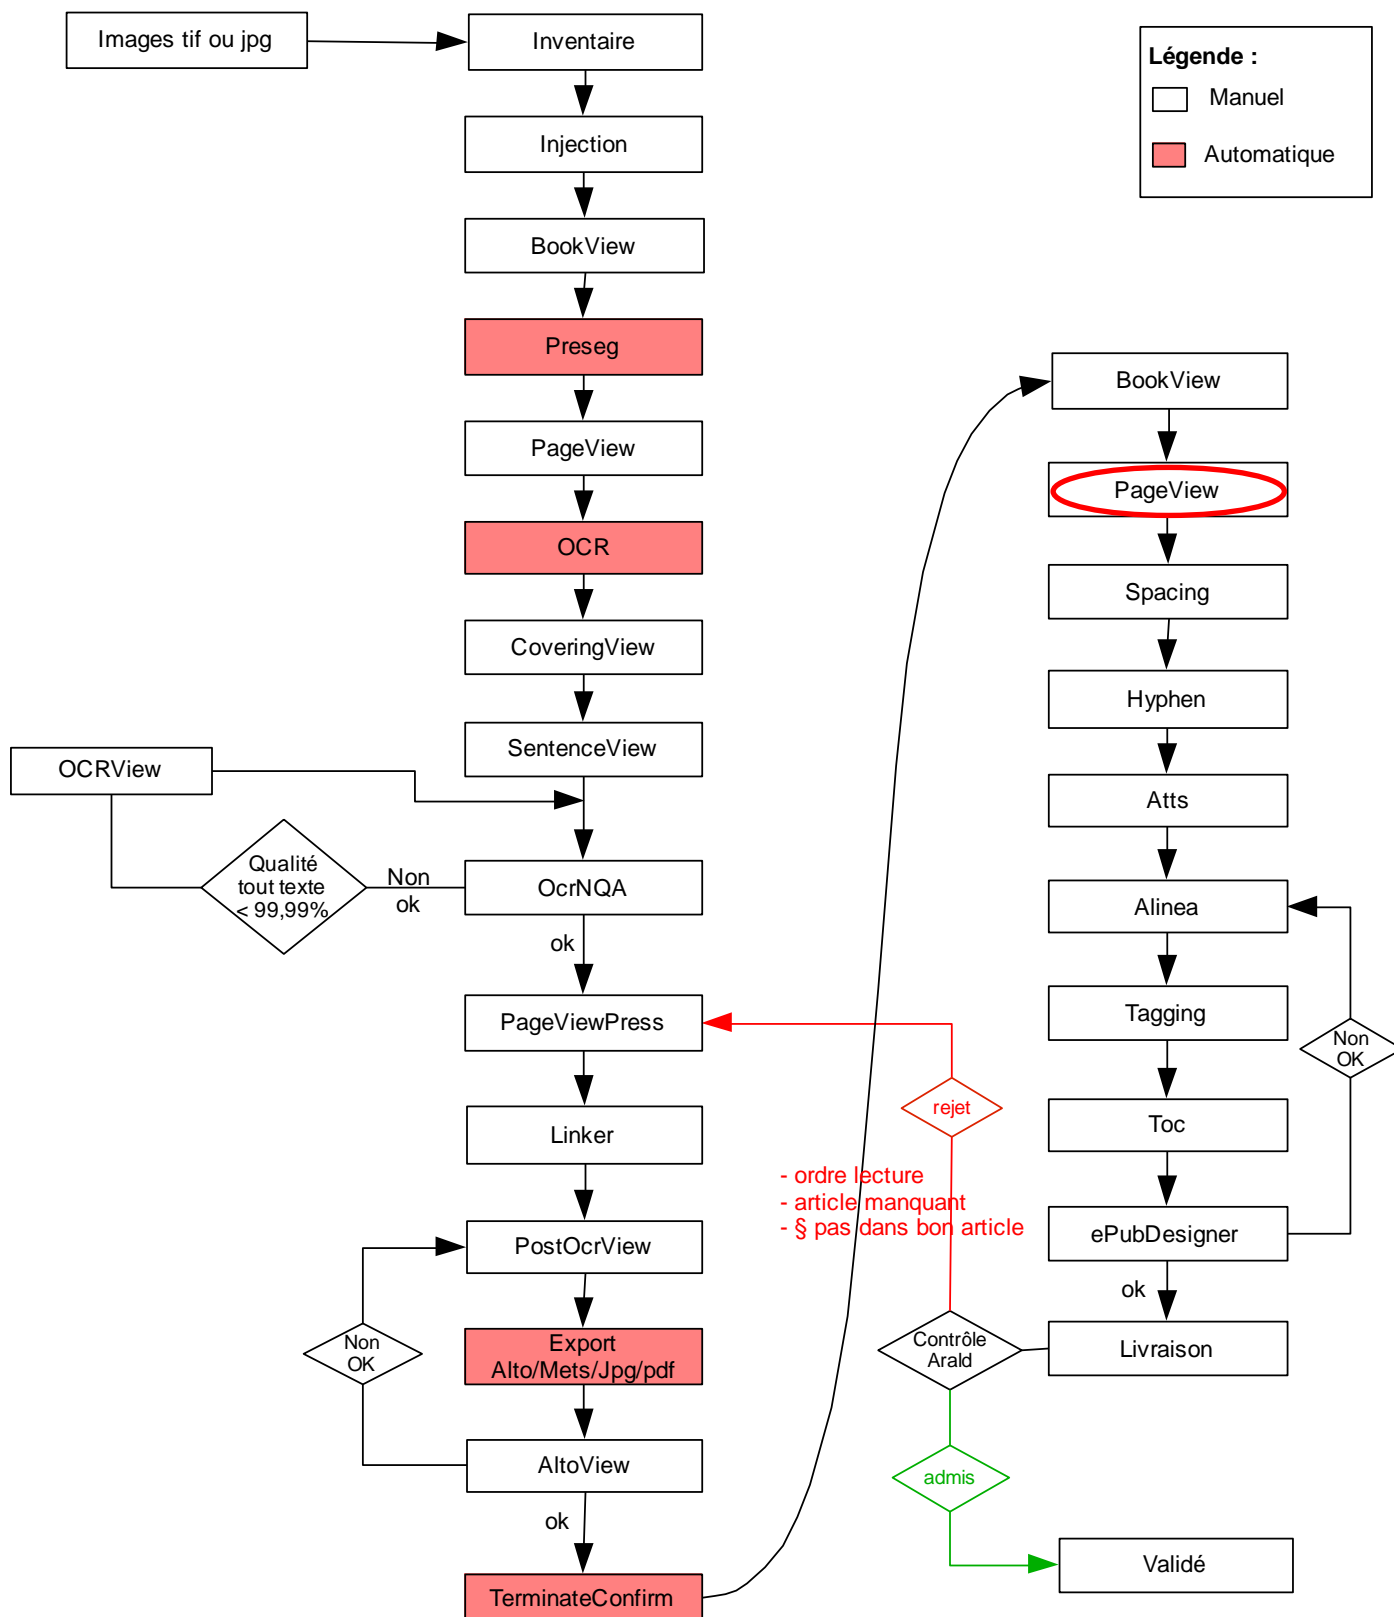 Images tif ou jpg
Inventaire
Injection
BookView
Preseg
PageView
OCR
CoveringView
SentenceView
OCRView
Qualité
tout texte
< 99,99%
Non
ok
OcrNQA
ok
PageViewPress
Linker
PostOcrView
Non
OK
Export
Alto/Mets/Jpg/pdf
AltoView
ok
TerminateConfirm
Légende :
Manuel
Automatique
BookView
PageView
Spacing
Hyphen
Atts
Alinea
Tagging
Non
OK
Toc
ePubDesigner
ok
Livraison
Contrôle
Arald
rejet
- ordre lecture
- article manquant
- § pas dans bon article
admis
Validé